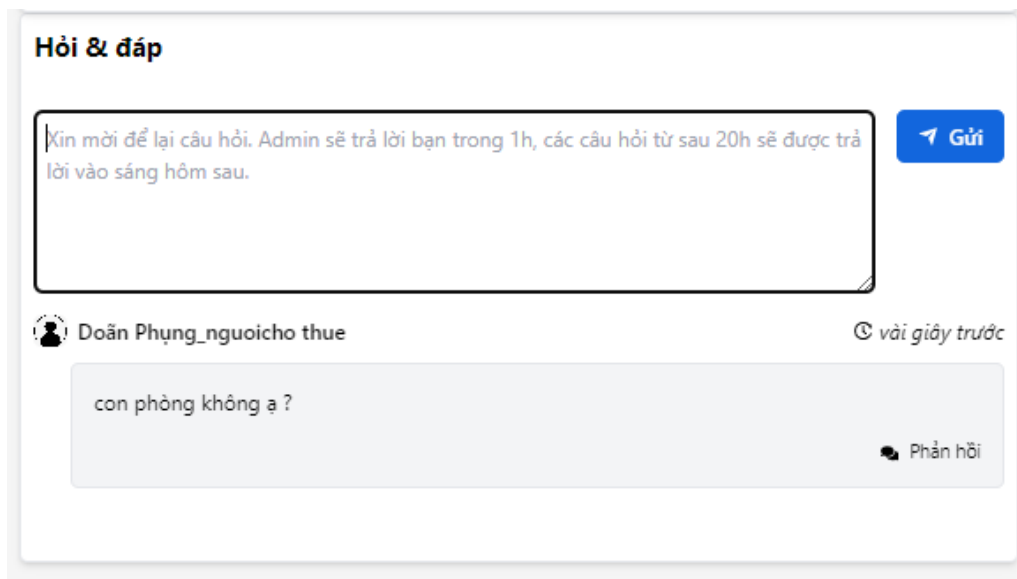 Hỏi & đáp
Xin mời để lại câu hỏi. Admin sẽ trả lời bạn trong 1h, các câu hỏi từ sau 20h sẽ được trả
lời vào sáng hôm sau.
Gửi
Doãn Phụng_nguoicho thue
vài giây trước
con phòng không ạ ?
Phản hồi